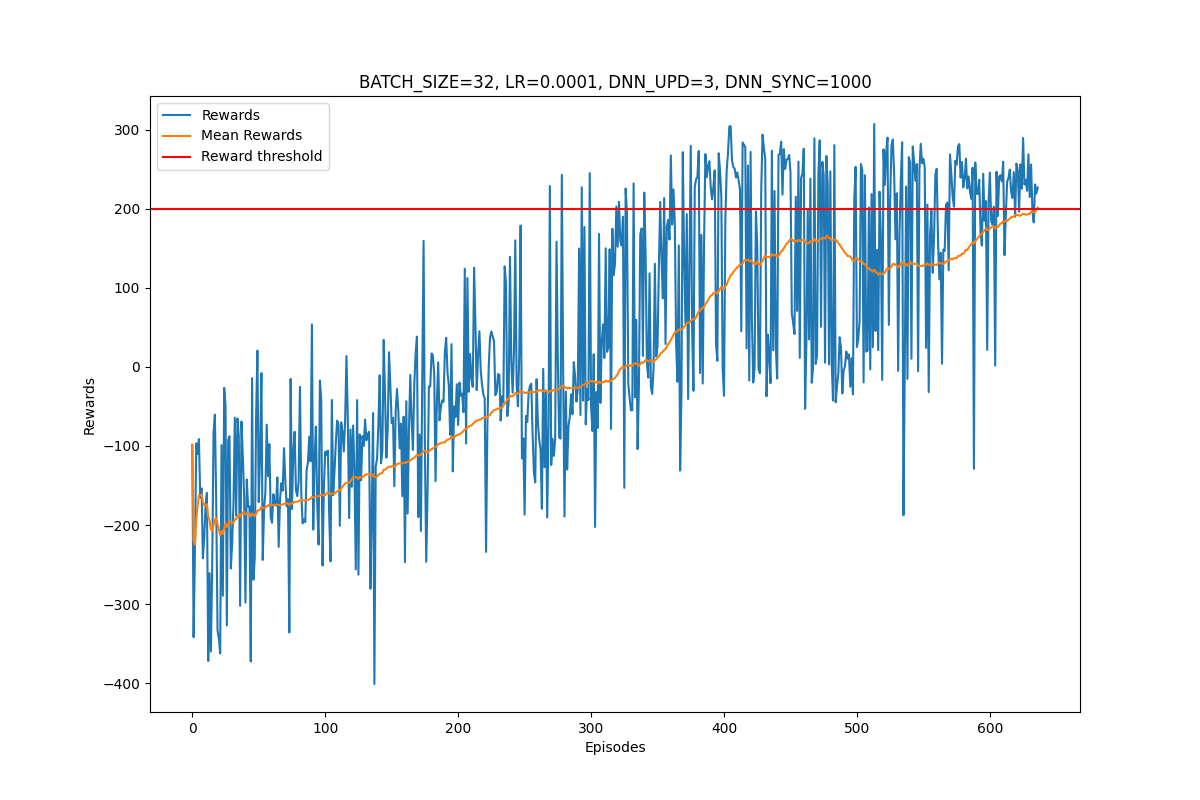 BATCH_SIZE=32, LR=0.0001, DNN_UPD=3, DNN_SYNC=1000
Rewards
Mean Rewards
Reward threshold
300
200
100
0
−100
−200
−300
−400
Rewards
0
100
200
300
400
500
600
Episodes